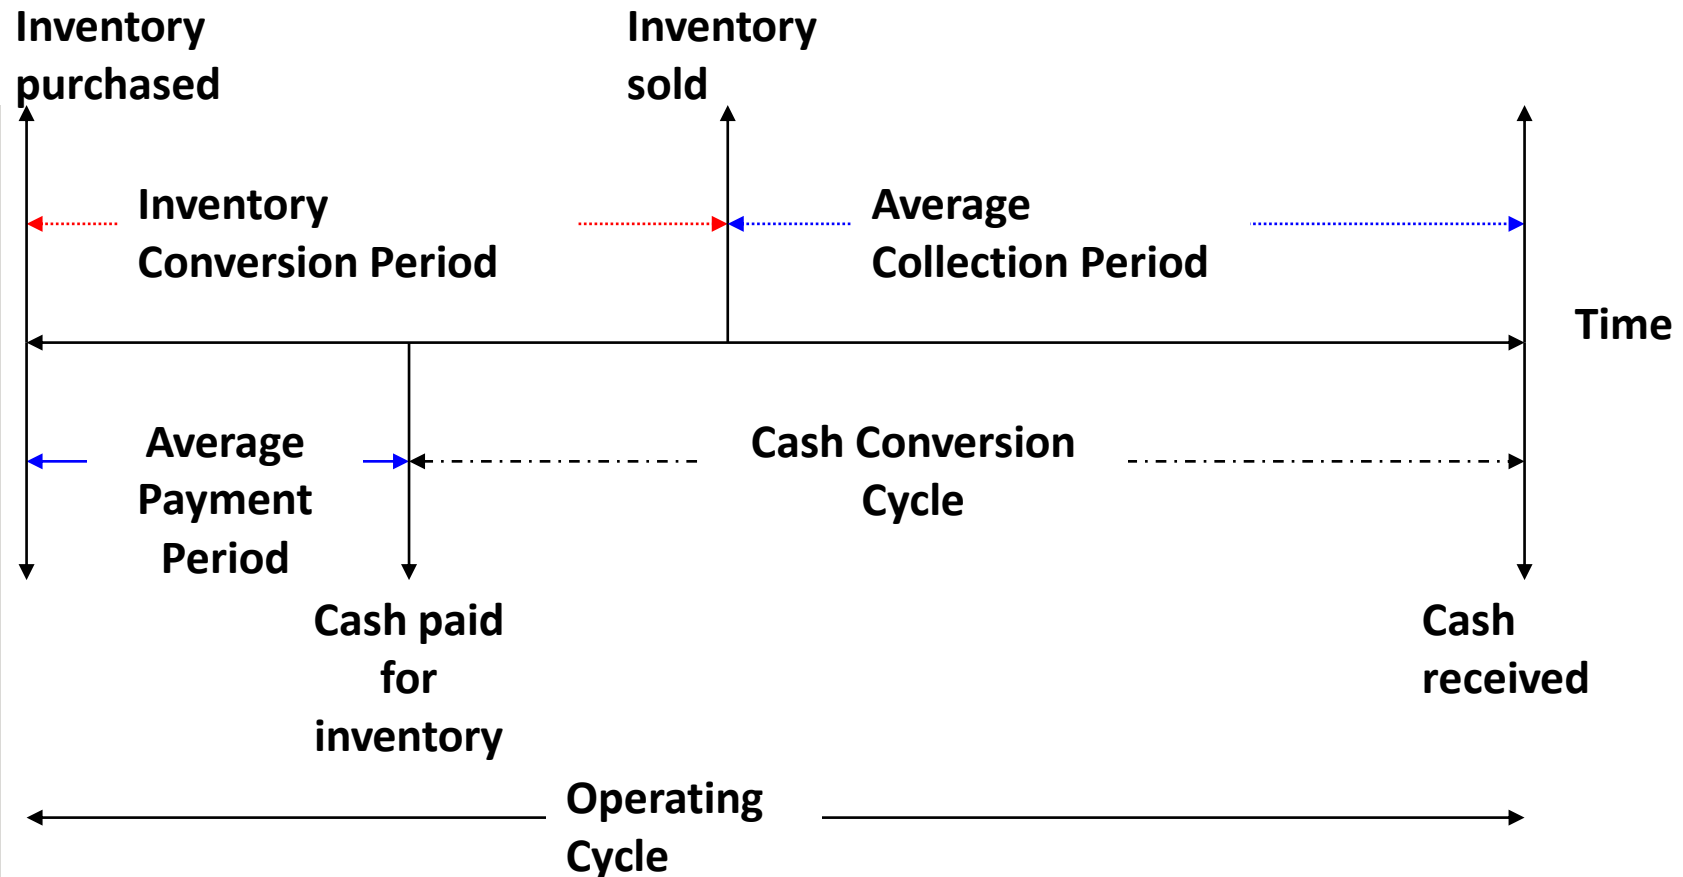 Inventory
purchased
Inventory
sold
Inventory
Conversion Period
Average
Collection Period
Time
Average
Payment
Period
Cash Conversion
Cycle
Cash paid
for
inventory
Cash
received
Operating
Cycle